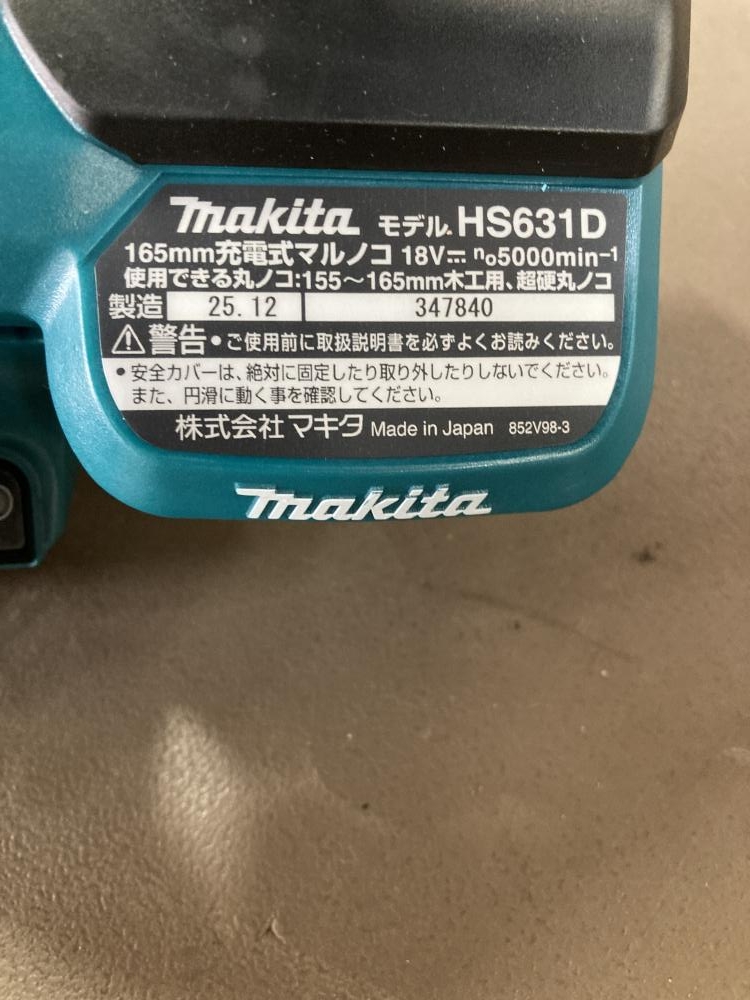 makita モデル HS631D
165mm充電式マルノコ 18V⎓ n₀5000min⁻¹
使用できる丸ノコ:155～165mm木工用、超硬丸ノコ
製造 25.12 347840
⚠警告•ご使用前に取扱説明書を必ずよくお読みください。
•安全カバーは、絶対に固定したり取り外したりしないでください。
また、円滑に動く事を確認してください。
株式会社マキタ Made in Japan 852V98-3
makita